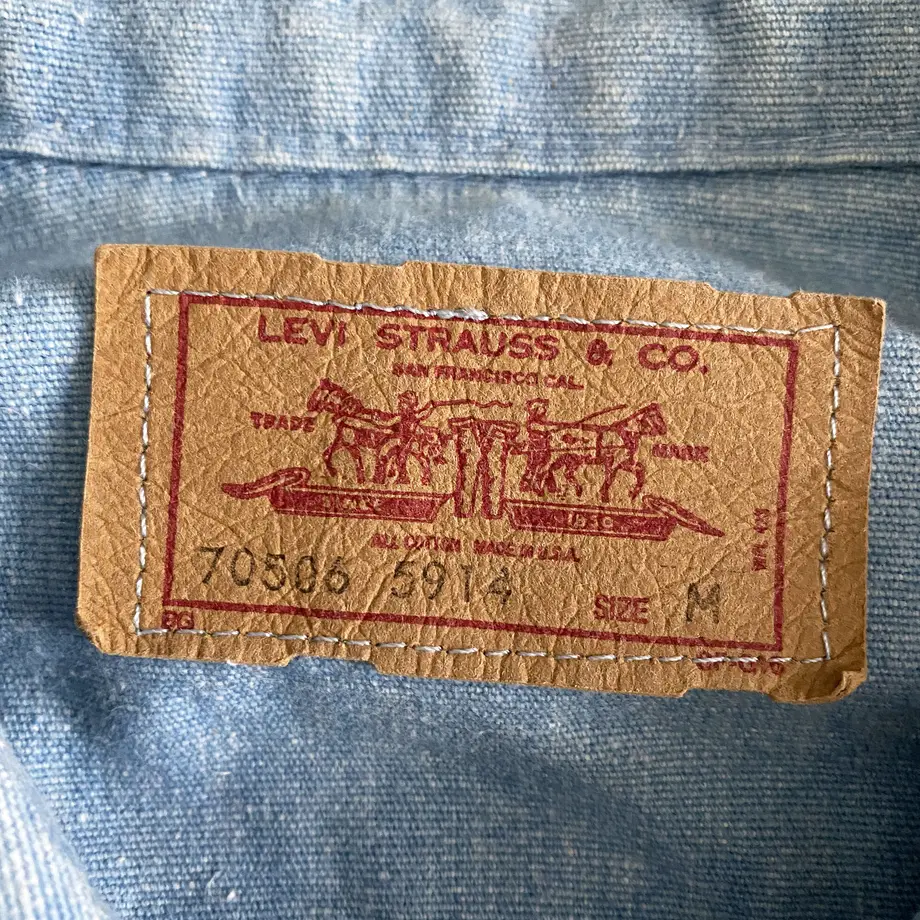 LEVI STRAUSS & CO.
SAN FRANCISCO CAL.
TRADE MARK
ALL COTTON MADE IN U.S.A.
70506 5914 SIZE M